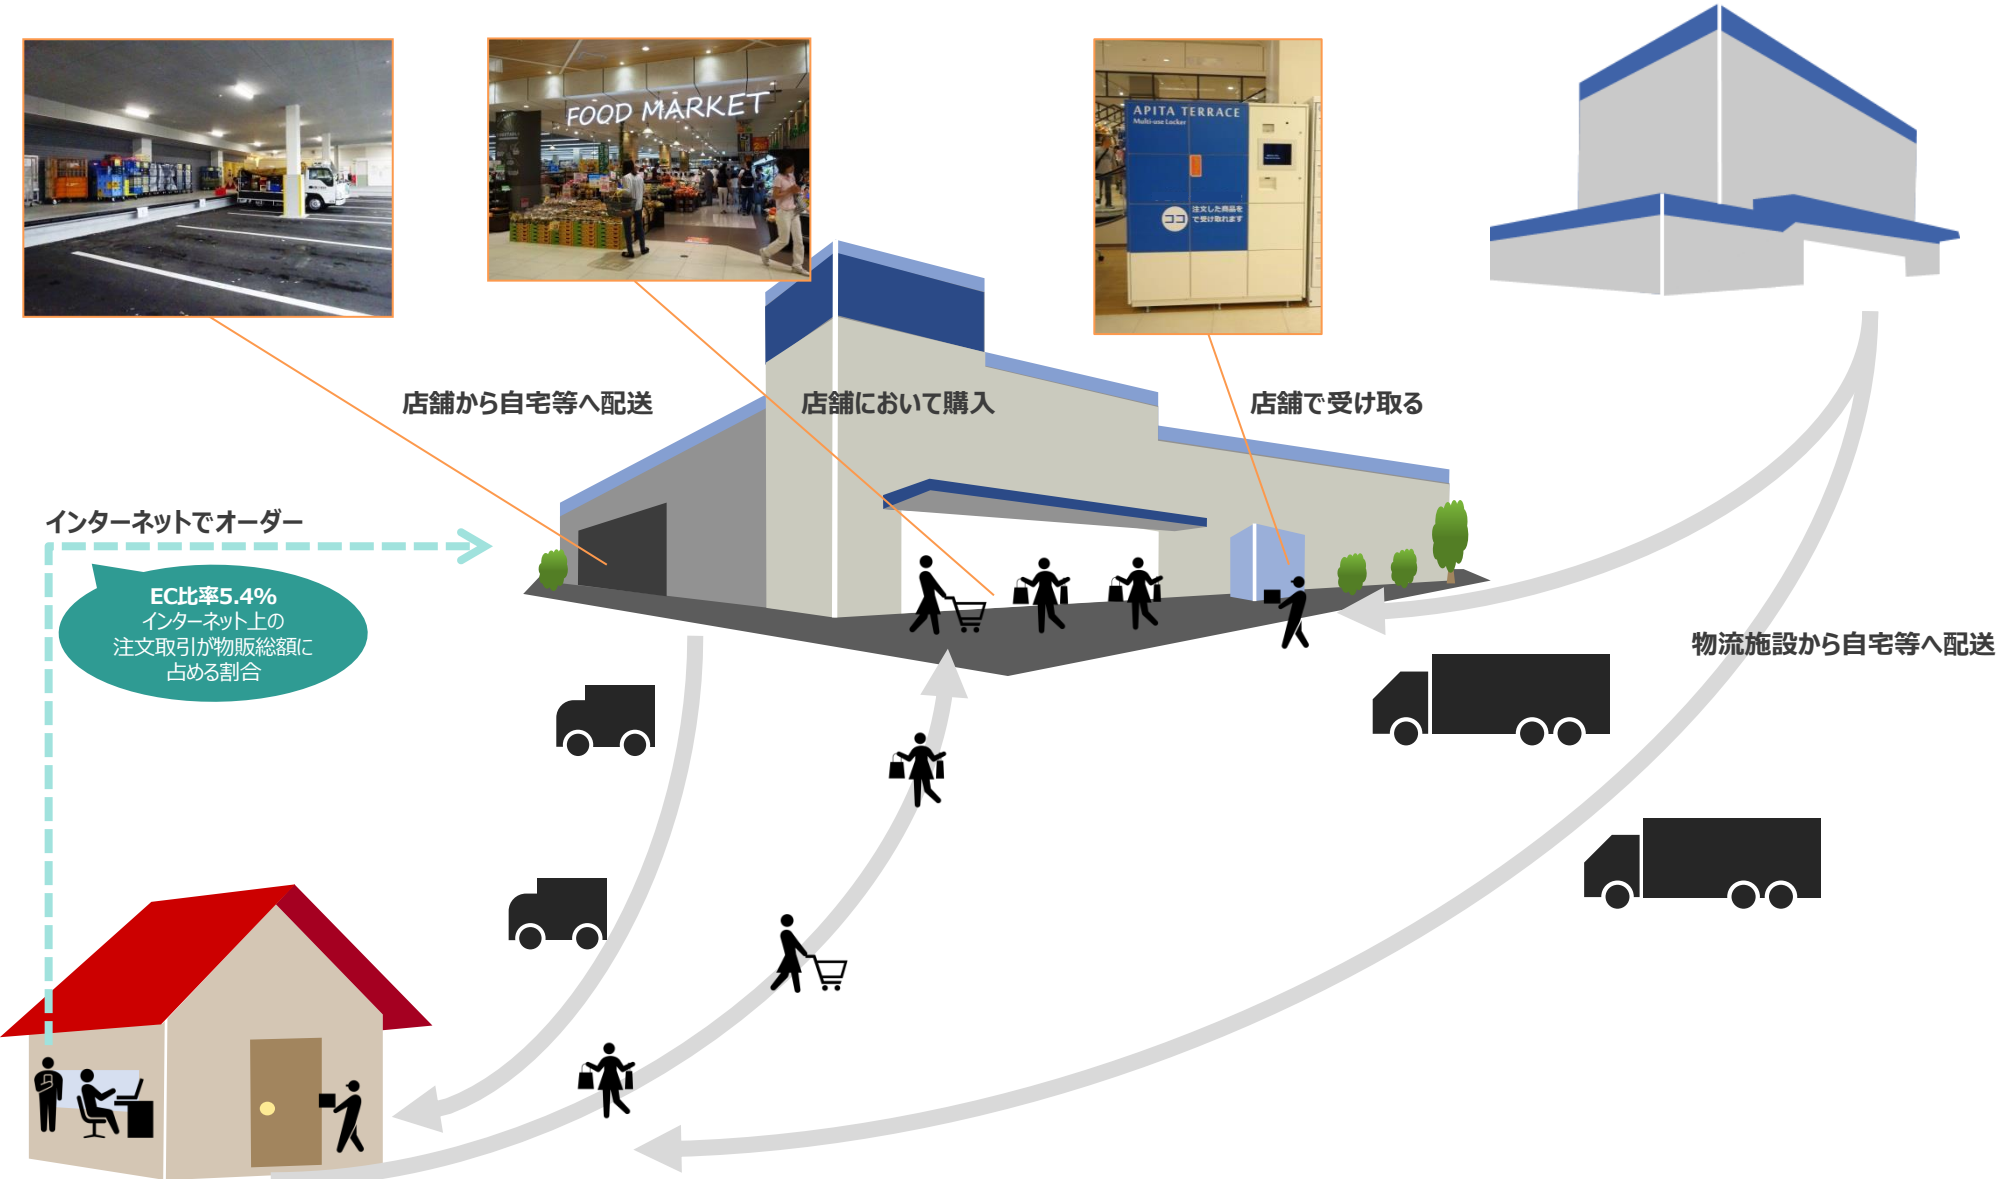 FOOD MARKET
APITA TERRACE
Multi-use Locker
ココ
注文した商品を
で受け取れます
店舗から自宅等へ配送
店舗において購入
店舗で受け取る
インターネットでオーダー
EC比率5.4%
インターネット上の
注文取引が物販総額に
占める割合
物流施設から自宅等へ配送